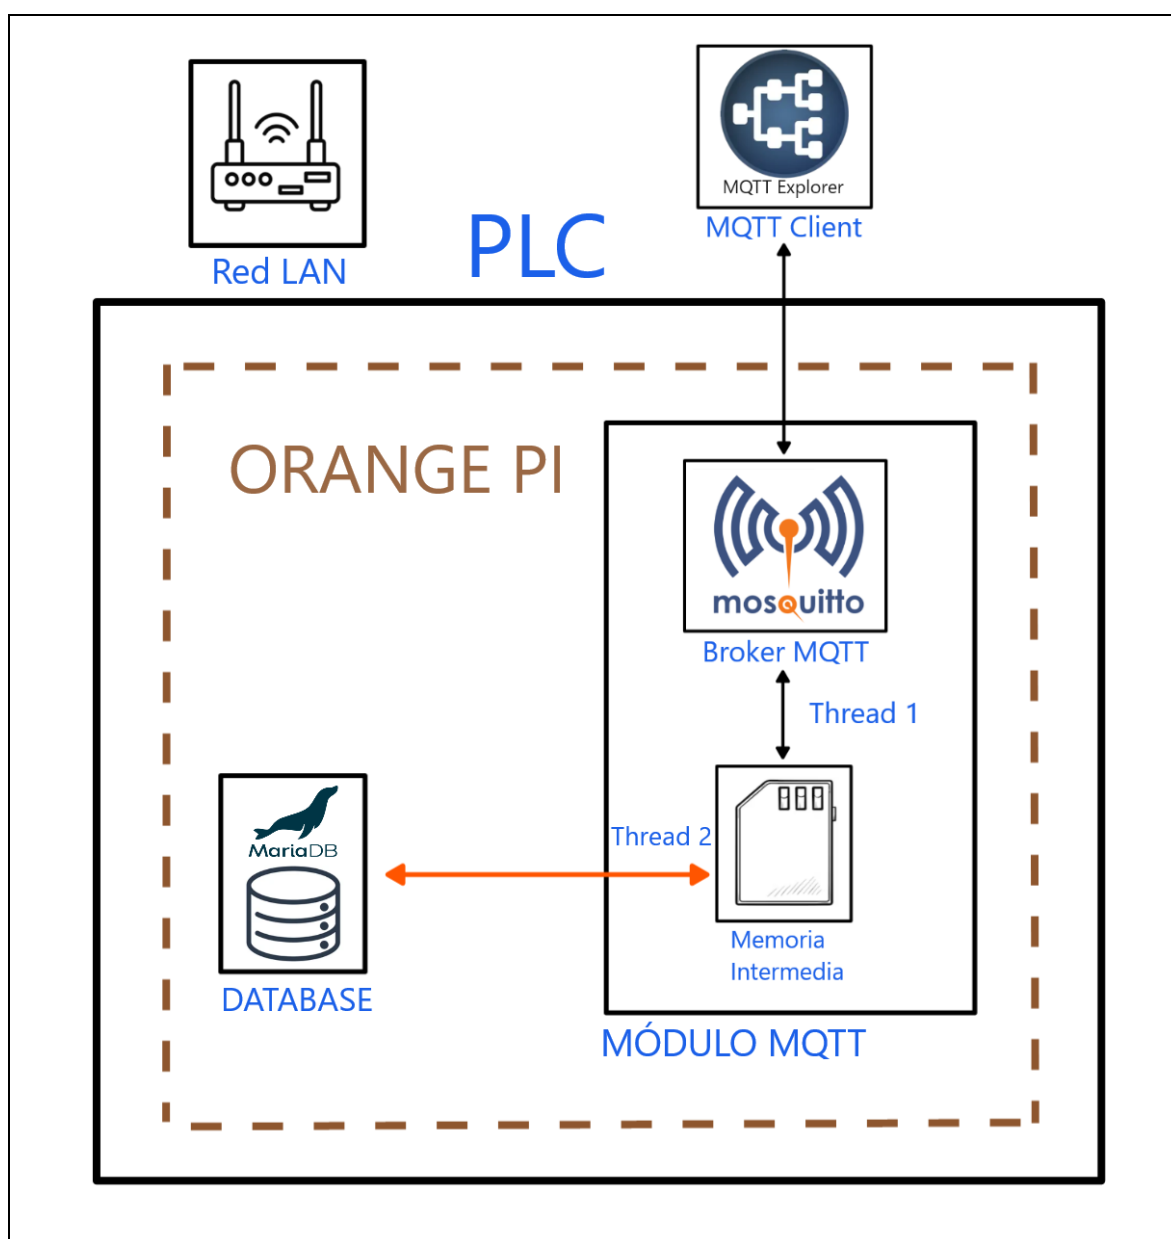 MQTT Explorer
MQTT Client
Red LAN
PLC
ORANGE PI
mosquitto
Broker MQTT
Thread 1
Thread 2
MariaDB
DATABASE
Memoria
Intermedia
MÓDULO MQTT